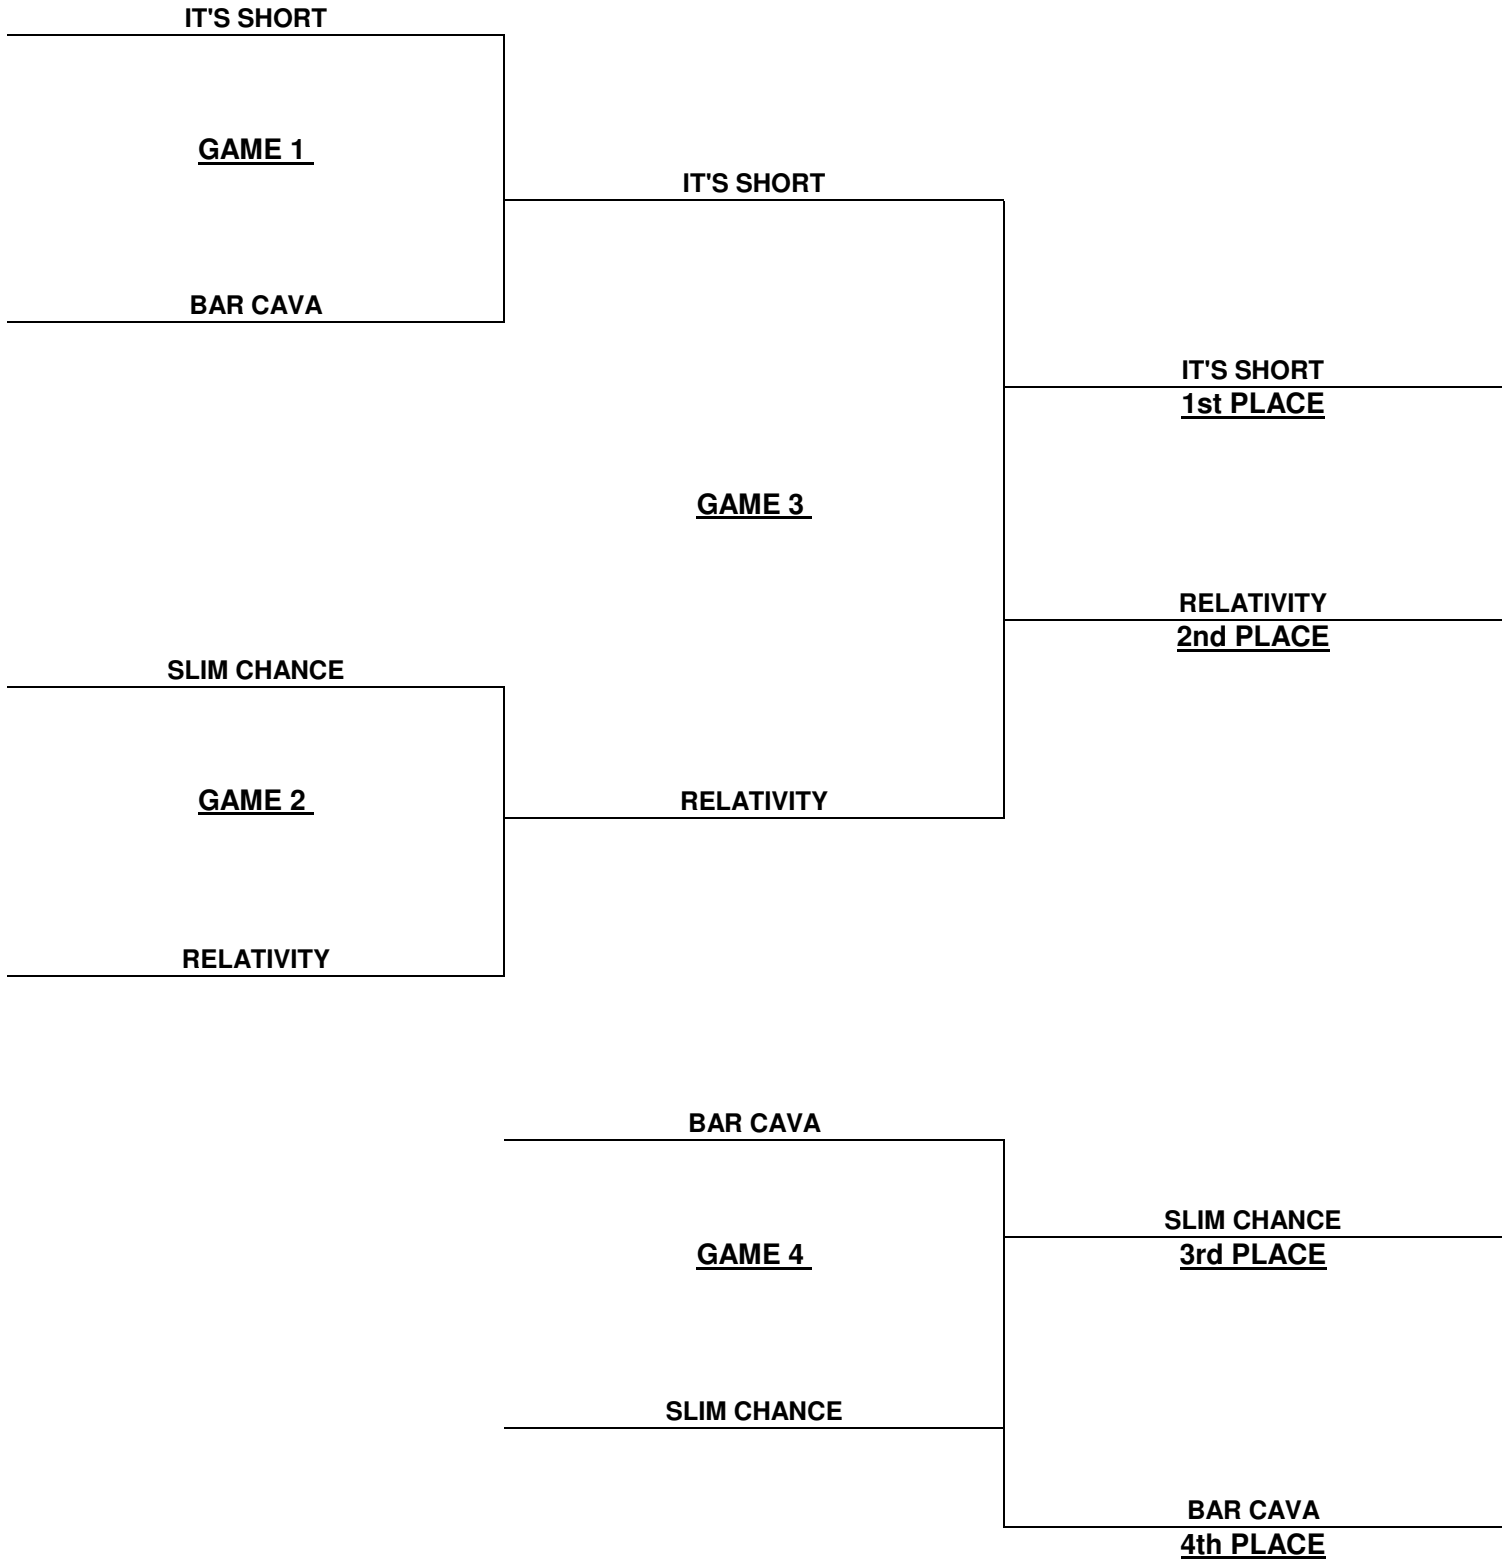 IT'S SHORT
GAME 1
IT'S SHORT
BAR CAVA
IT'S SHORT
1st PLACE
GAME 3
RELATIVITY
2nd PLACE
SLIM CHANCE
GAME 2
RELATIVITY
RELATIVITY
BAR CAVA
SLIM CHANCE
3rd PLACE
GAME 4
SLIM CHANCE
BAR CAVA
4th PLACE